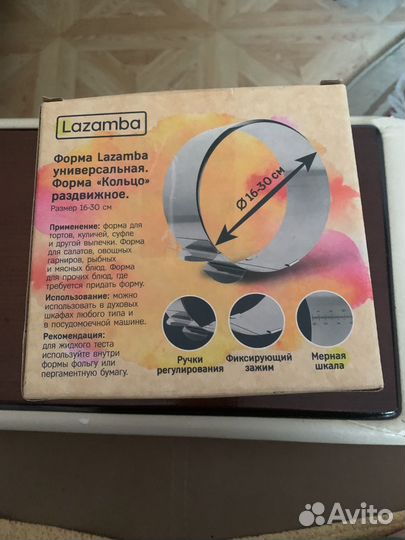 Lazamba
Форма Lazamba
универсальная.
Форма «Кольцо»
раздвижное.
Размер 16-30 см
Применение: форма для
тортов, куличей, суфле
и другой выпечки. Форма
для салатов, овощных
гарниров, рыбных
и мясных блюд. Форма
для прочих блюд, где
требуется придать форму.
Использование: можно
использовать в духовых
шкафах любого типа и
в посудомоечной машине.
Рекомендация:
для жидкого теста
используйте внутри
формы фольгу или
пергаментную бумагу.
Ø 16-30 см
Ручки
регулирования
Фиксирующий
зажим
Мерная
шкала
Avito